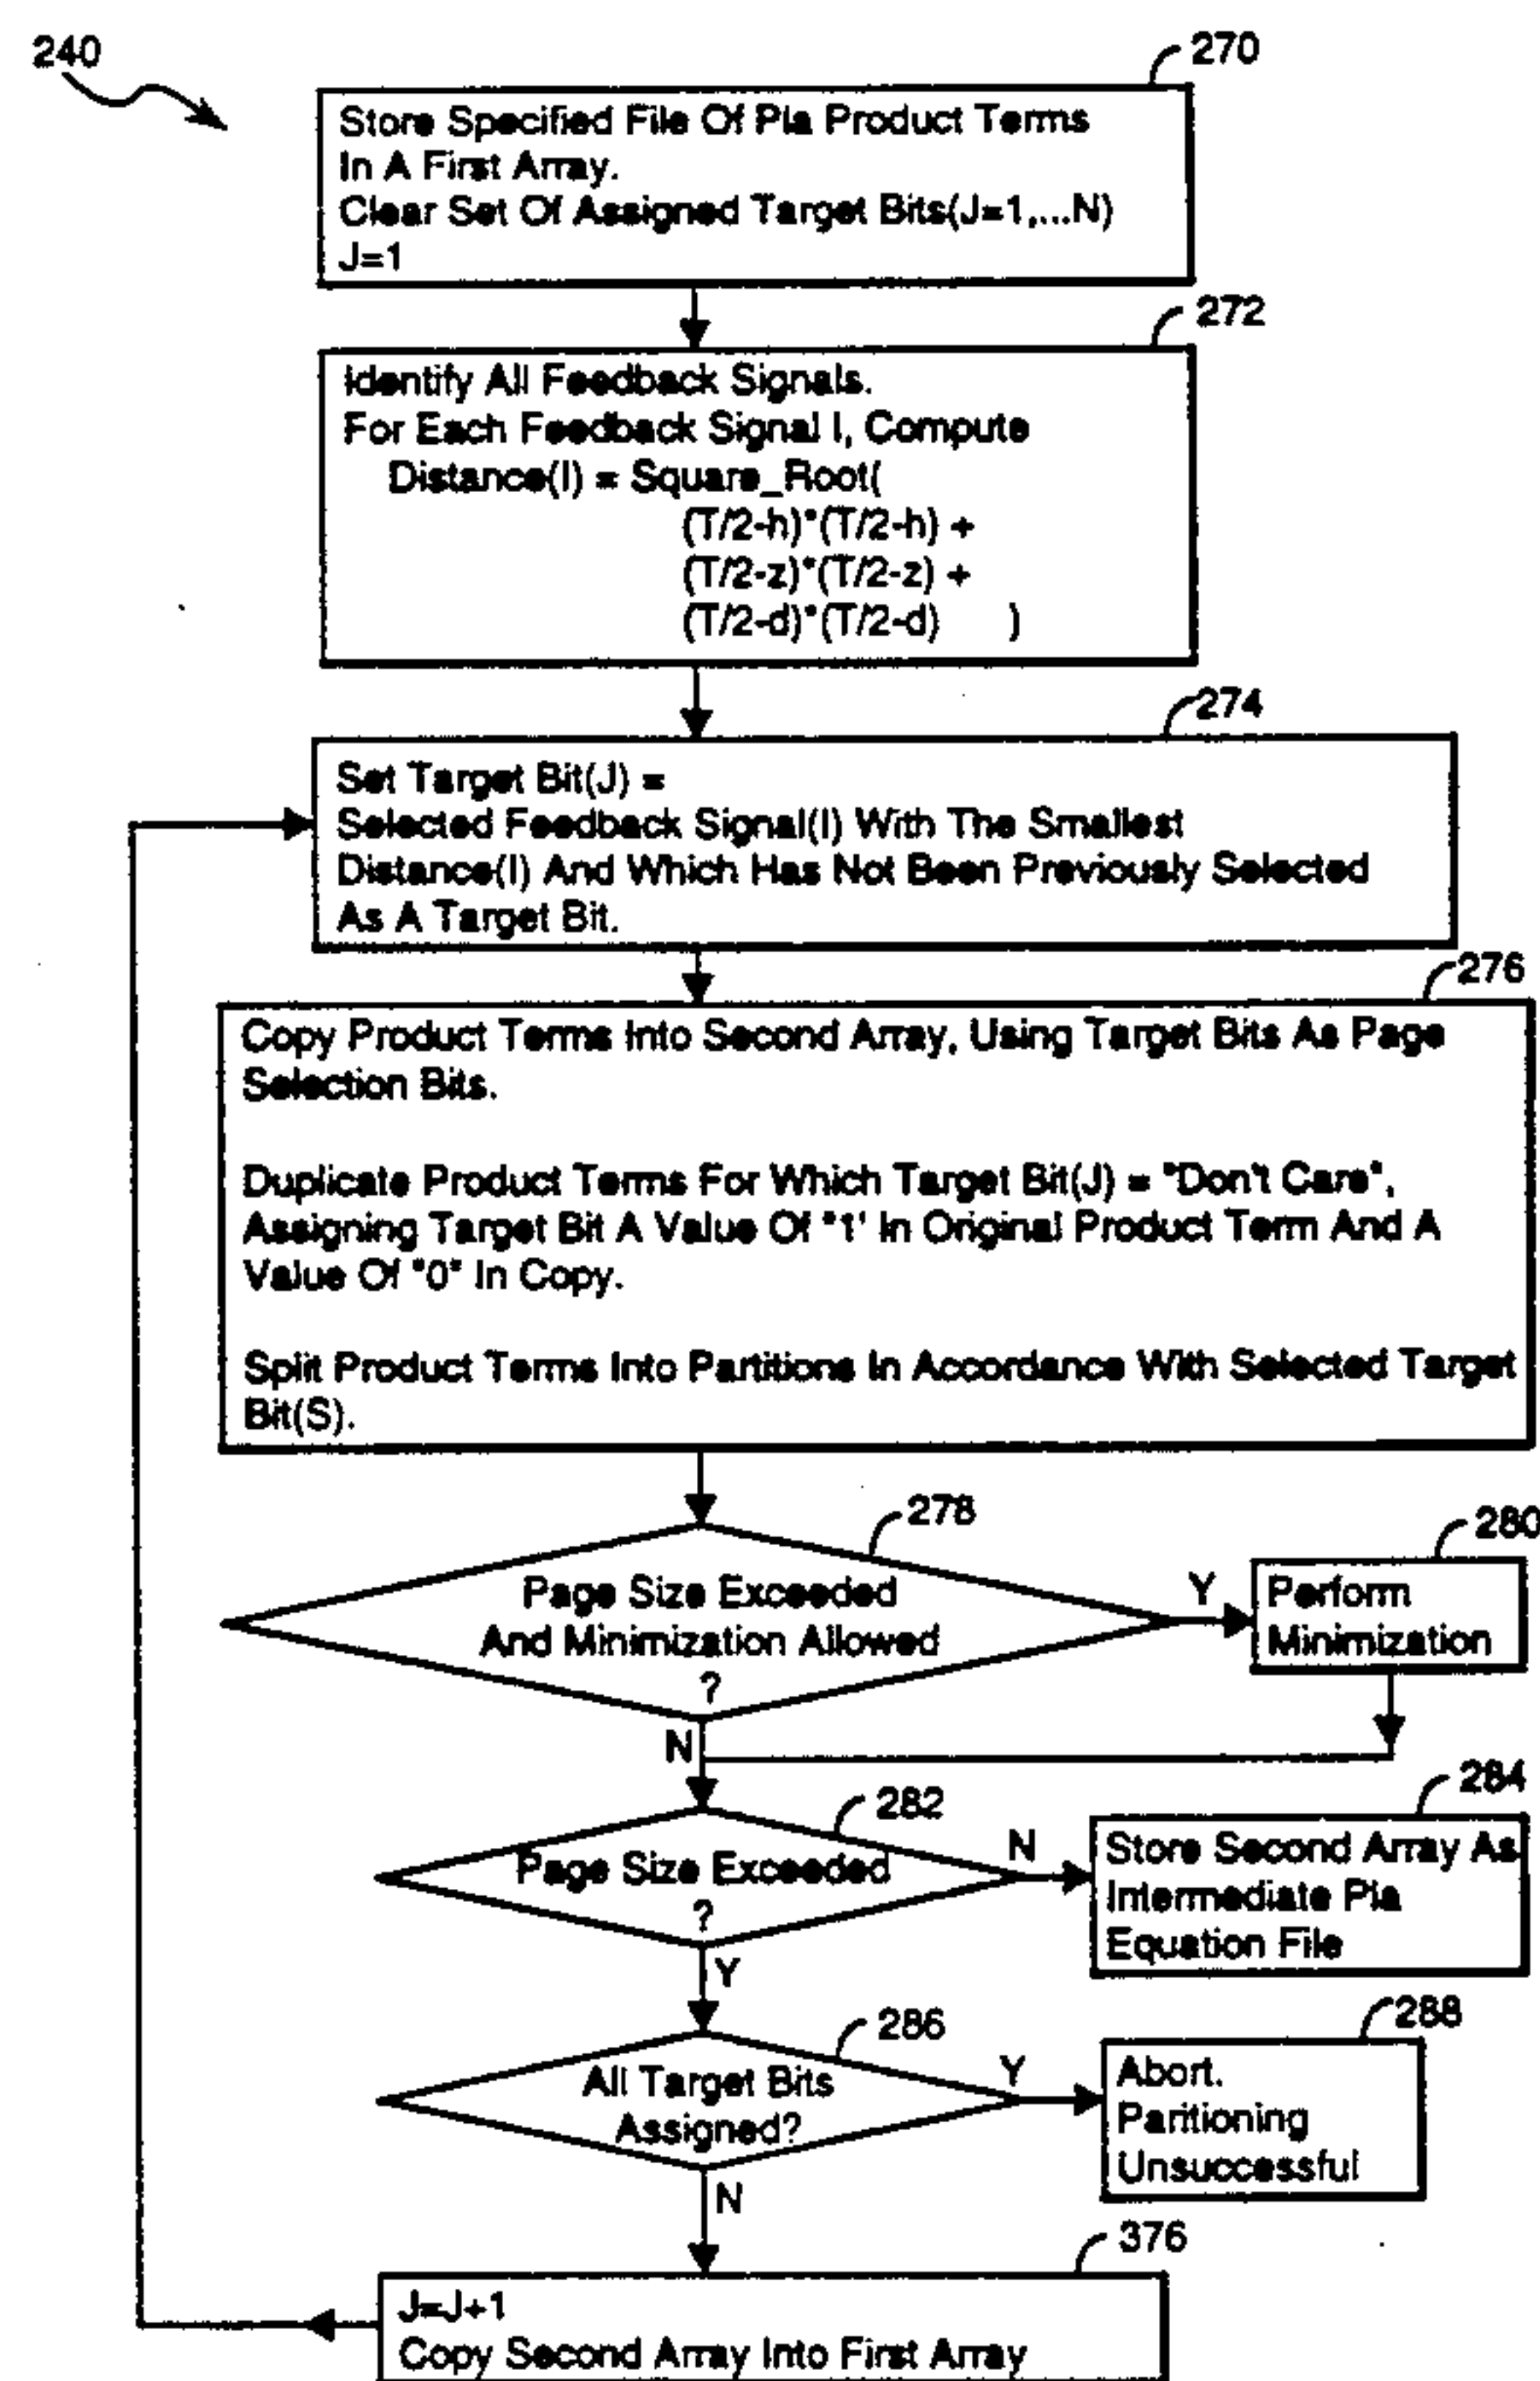 240
270
Store Specified File Of Pla Product Terms
In A First Array.
Clear Set Of Assigned Target Bits(J=1,...N)
J=1
272
Identify All Feedback Signals.
For Each Feedback Signal I, Compute
Distance(I) = Square_Root(
(T/2-h)*(T/2-h) +
(T/2-z)*(T/2-z) +
(T/2-d)*(T/2-d) )
274
Set Target Bit(J) =
Selected Feedback Signal(I) With The Smallest
Distance(I) And Which Has Not Been Previously Selected
As A Target Bit.
276
Copy Product Terms Into Second Array, Using Target Bits As Page
Selection Bits.
Duplicate Product Terms For Which Target Bit(J) = "Don't Care",
Assigning Target Bit A Value Of "1' In Original Product Term And A
Value Of "0" In Copy.
Split Product Terms Into Partitions In Accordance With Selected Target
Bit(S).
278
Page Size Exceeded
And Minimization Allowed
?
Y
280
Perform
Minimization
N
282
Page Size Exceeded
?
N
284
Store Second Array As
Intermediate Pla
Equation File
Y
286
All Target Bits
Assigned?
Y
288
Abort.
Paritioning
Unsuccessful
N
376
J=J+1
Copy Second Array Into First Array